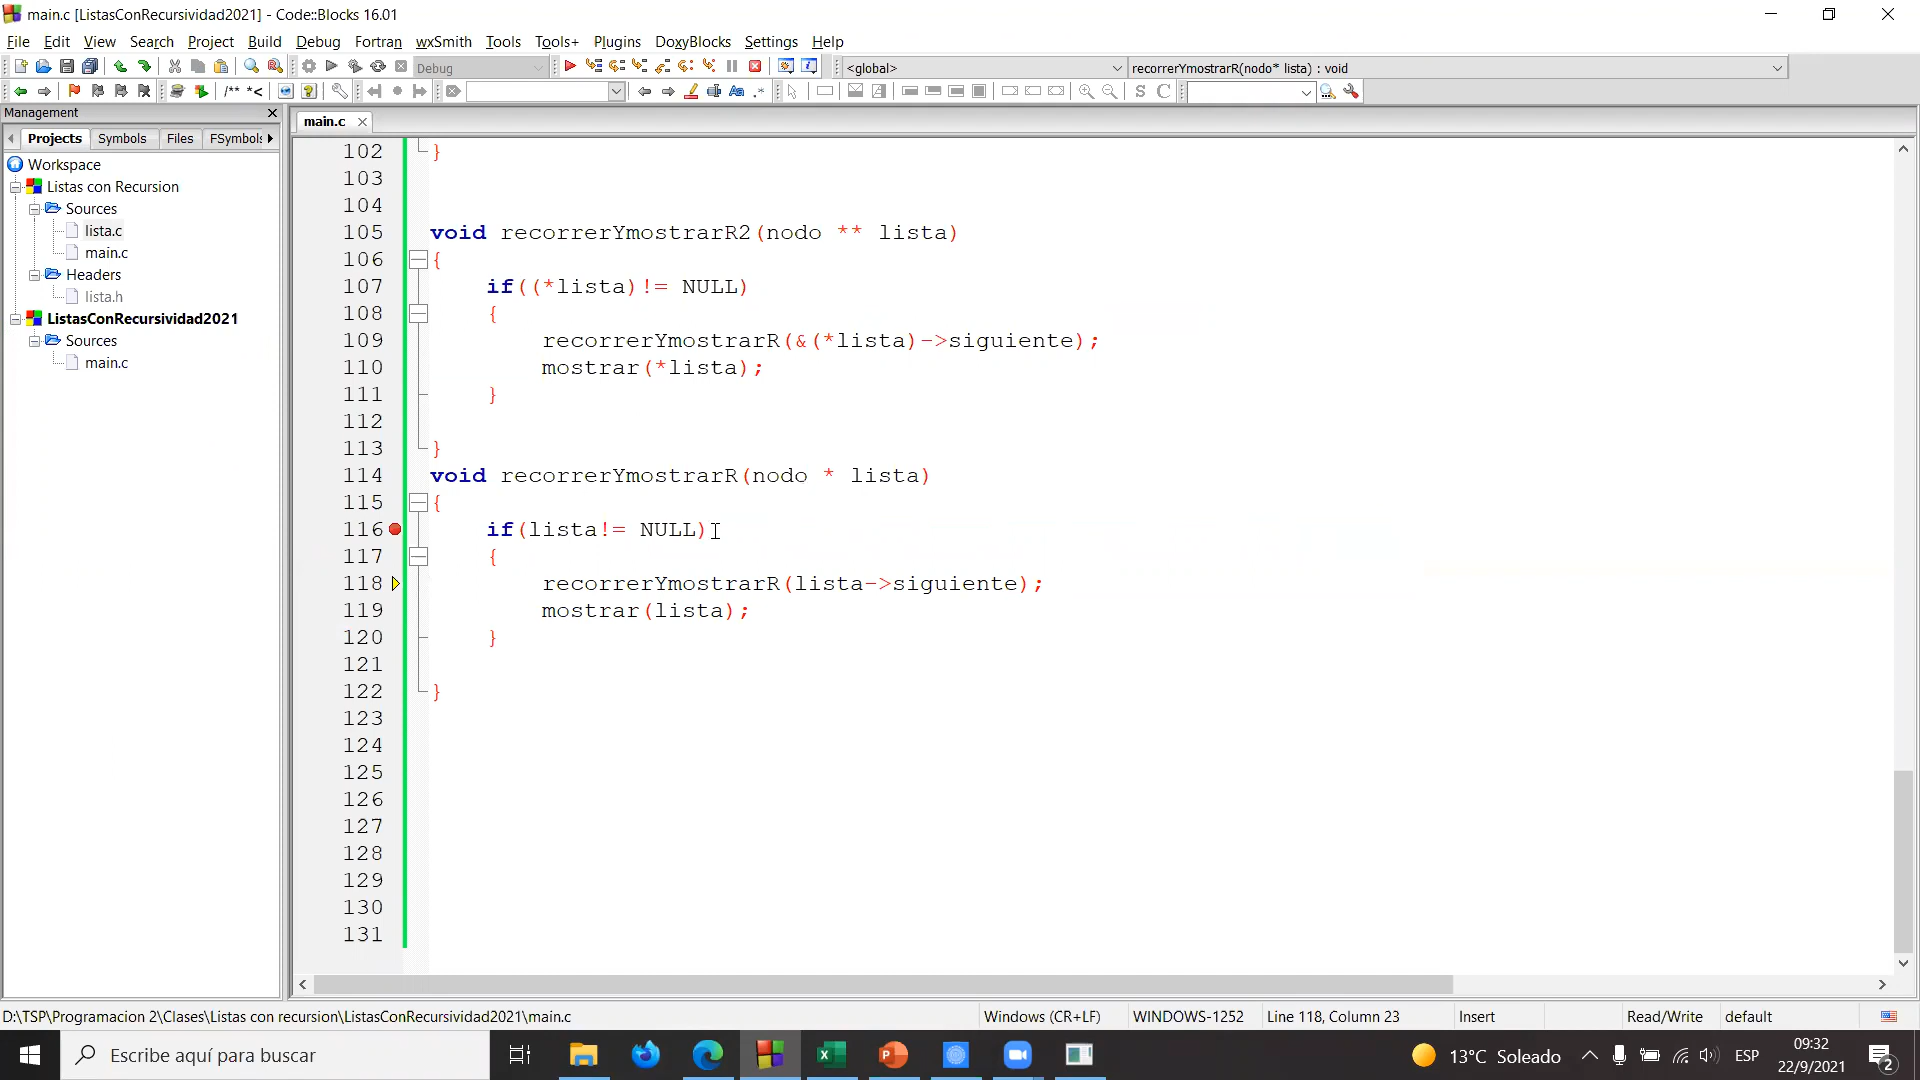 main.c [ListasConRecursividad2021] - Code::Blocks 16.01
File Edit View Search Project Build Debug Fortran wxSmith Tools Tools+ Plugins DoxyBlocks Settings Help
Debug <global> recorrerYmostrarR(nodo* lista) : void
/** *<
S C
Management
main.c
Projects Symbols Files FSymbols
Workspace
Listas con Recursion
Sources
lista.c
main.c
Headers
lista.h
ListasConRecursividad2021
Sources
main.c
102 }
103
104
105 void recorrerYmostrarR2(nodo ** lista)
106 {
107 if((*lista)!= NULL)
108 {
109 recorrerYmostrarR(&(*lista)->siguiente);
110 mostrar(*lista);
111 }
112
113 }
114 void recorrerYmostrarR(nodo * lista)
115 {
116 if(lista!= NULL)
117 {
118 recorrerYmostrarR(lista->siguiente);
119 mostrar(lista);
120 }
121
122 }
123
124
125
126
127
128
129
130
131
D:\TSP\Programacion 2\Clases\Listas con recursion\ListasConRecursividad2021\main.c Windows (CR+LF) WINDOWS-1252 Line 118, Column 23 Insert Read/Write default
Escribe aquí para buscar
13°C Soleado
ESP
09:32
22/9/2021
2